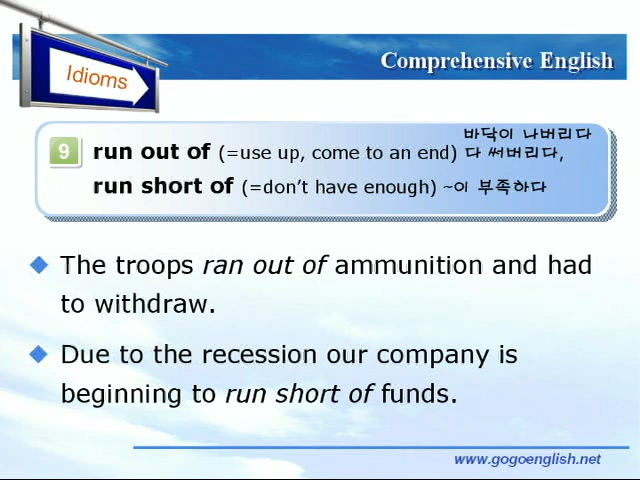 Idioms
Comprehensive English
바닥이 나버리다
9 run out of (=use up, come to an end) 다 써버리다,
run short of (=don't have enough) ~이 부족하다
The troops ran out of ammunition and had
to withdraw.
Due to the recession our company is
beginning to run short of funds.
www.gogoenglish.net